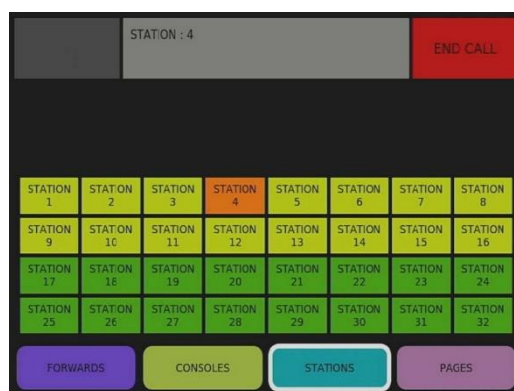 STATION : 4
END CALL
STATION STATION STATION STATION STATION STATION STATION STATION
1 2 3 4 5 6 7 8
STATION STATION STATION STATION STATION STATION STATION STATION
9 10 11 12 13 14 15 16
STATION STATION STATION STATION STATION STATION STATION STATION
17 18 19 20 21 22 23 24
STATION STATION STATION STATION STATION STATION STATION STATION
25 26 27 28 29 30 31 32
FORWARDS CONSOLES STATIONS PAGES